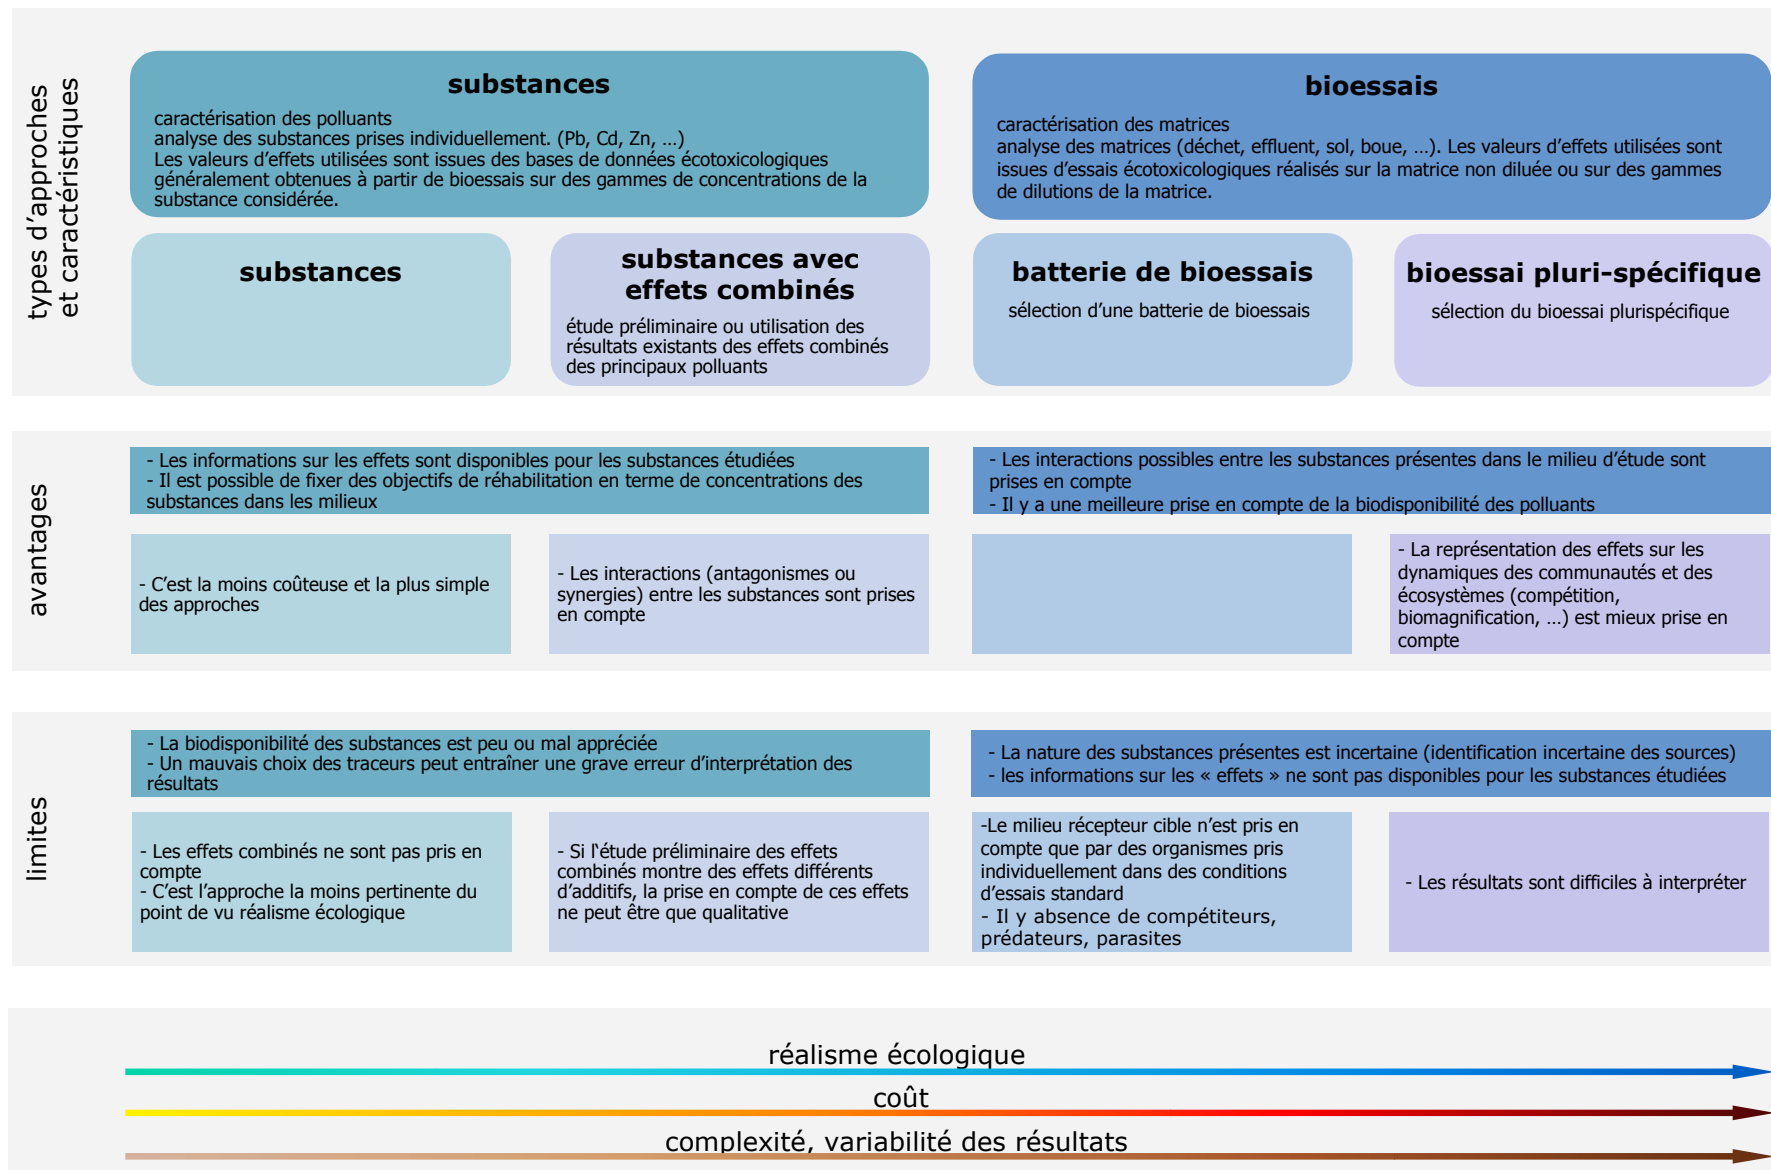 types d'approches
et caractéristiques
substances
caractérisation des polluants
analyse des substances prises individuellement. (Pb, Cd, Zn, …)
Les valeurs d'effets utilisées sont issues des bases de données écotoxicologiques
généralement obtenues à partir de bioessais sur des gammes de concentrations de la
substance considérée.
bioessais
caractérisation des matrices
analyse des matrices (déchet, effluent, sol, boue, …). Les valeurs d'effets utilisées sont
issues d'essais écotoxicologiques réalisés sur la matrice non diluée ou sur des gammes
de dilutions de la matrice.
substances
substances avec
effets combinés
étude préliminaire ou utilisation des
résultats existants des effets combinés
des principaux polluants
batterie de bioessais
sélection d'une batterie de bioessais
bioessai pluri-spécifique
sélection du bioessai plurispécifique
avantages
- Les informations sur les effets sont disponibles pour les substances étudiées
- Il est possible de fixer des objectifs de réhabilitation en terme de concentrations des
substances dans les milieux
- Les interactions possibles entre les substances présentes dans le milieu d'étude sont
prises en compte
- Il y a une meilleure prise en compte de la biodisponibilité des polluants
- C'est la moins coûteuse et la plus simple
des approches
- Les interactions (antagonismes ou
synergies) entre les substances sont prises
en compte
- La représentation des effets sur les
dynamiques des communautés et des
écosystèmes (compétition,
biomagnification, …) est mieux prise en
compte
limites
- La biodisponibilité des substances est peu ou mal appréciée
- Un mauvais choix des traceurs peut entraîner une grave erreur d'interprétation des
résultats
- La nature des substances présentes est incertaine (identification incertaine des sources)
- les informations sur les « effets » ne sont pas disponibles pour les substances étudiées
- Les effets combinés ne sont pas pris en
compte
- C'est l'approche la moins pertinente du
point de vu réalisme écologique
- Si l'étude préliminaire des effets
combinés montre des effets différents
d'additifs, la prise en compte de ces effets
ne peut être que qualitative
-Le milieu récepteur cible n'est pris en
compte que par des organismes pris
individuellement dans des conditions
d'essais standard
- Il y absence de compétiteurs,
prédateurs, parasites
- Les résultats sont difficiles à interpréter
réalisme écologique
coût
complexité, variabilité des résultats